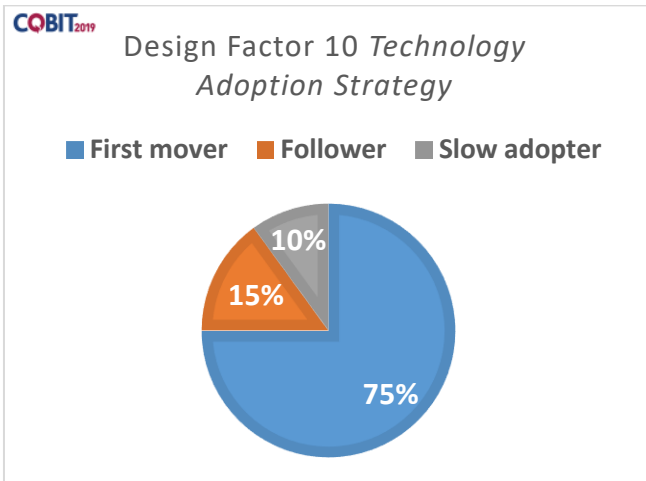 COBIT2019
Design Factor 10 Technology
Adoption Strategy
First mover Follower Slow adopter
10%
15%
75%